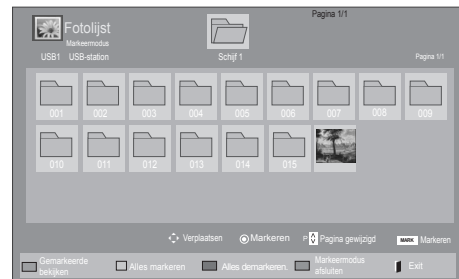 Pagina 1/1
Fotolijst
Markeermodus
USB1 USB-station
Schijf 1
Pagina 1/1
001 002 003 004 005 006 007 008 009
010 011 012 013 014 015
Verplaatsen Markeren P Pagina gewijzigd MARK Markeren
Gemarkeerde bekijken
Alles markeren
Alles demarkeren.
Markeermodus afsluiten
Exit